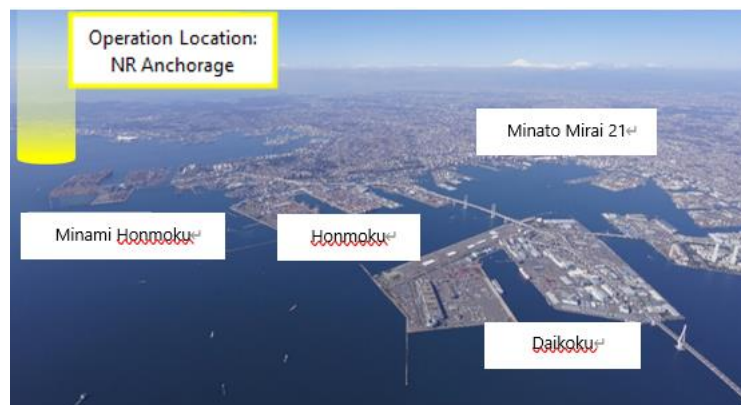 Operation Location:
NR Anchorage
Minato Mirai 21↵
Minami Honmoku↵
Honmoku↵
Daikoku↵